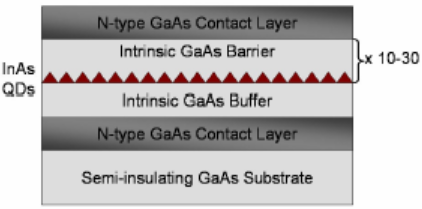 N-type GaAs Contact Layer
Intrinsic GaAs Barrier
x 10-30
InAs
QDs
Intrinsic GaAs Buffer
N-type GaAs Contact Layer
Semi-insulating GaAs Substrate